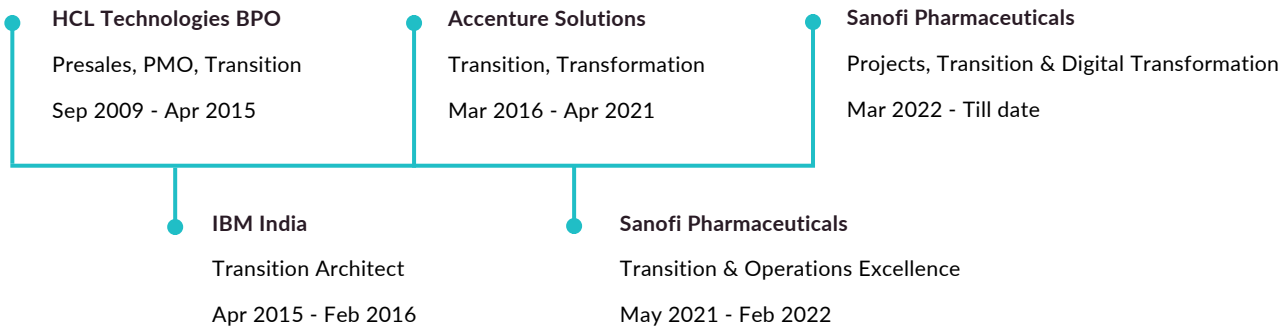 HCL Technologies BPO
Presales, PMO, Transition
Sep 2009 - Apr 2015
Accenture Solutions
Transition, Transformation
Mar 2016 - Apr 2021
Sanofi Pharmaceuticals
Projects, Transition & Digital Transformation
Mar 2022 - Till date
IBM India
Transition Architect
Apr 2015 - Feb 2016
Sanofi Pharmaceuticals
Transition & Operations Excellence
May 2021 - Feb 2022